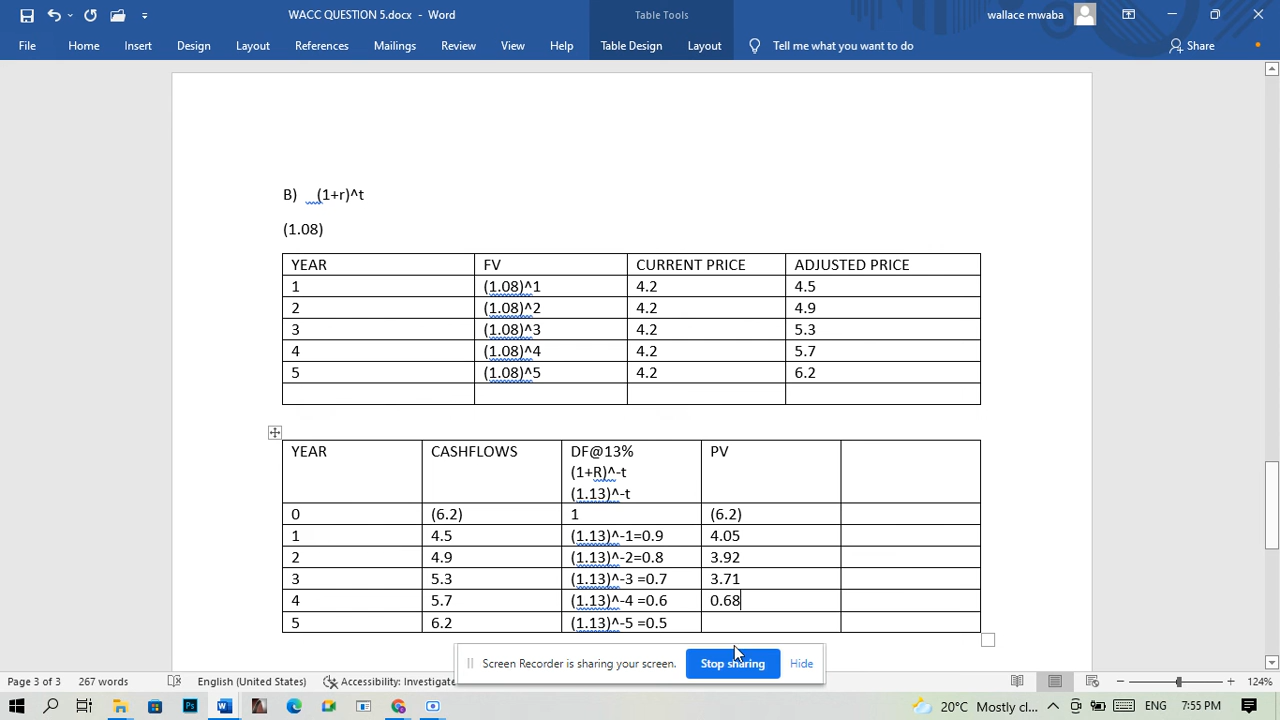 WACC QUESTION 5.docx - Word
Table Tools
wallace mwaba
File Home Insert Design Layout References Mailings Review View Help Table Design Layout Tell me what you want to do Share
B) (1+r)^t
(1.08)
YEAR FV CURRENT PRICE ADJUSTED PRICE
1 (1.08)^1 4.2 4.5
2 (1.08)^2 4.2 4.9
3 (1.08)^3 4.2 5.3
4 (1.08)^4 4.2 5.7
5 (1.08)^5 4.2 6.2
YEAR CASHFLOWS DF@13% PV
(1+R)^-t
(1.13)^-t
0 (6.2) 1 (6.2)
1 4.5 (1.13)^-1=0.9 4.05
2 4.9 (1.13)^-2=0.8 3.92
3 5.3 (1.13)^-3 =0.7 3.71
4 5.7 (1.13)^-4 =0.6 0.68
5 6.2 (1.13)^-5 =0.5
Screen Recorder is sharing your screen. Stop sharing Hide
Page 3 of 3 267 words English (United States) Accessibility: Investigate 124%
Ps W 20°C Mostly cl... 7:55 PM